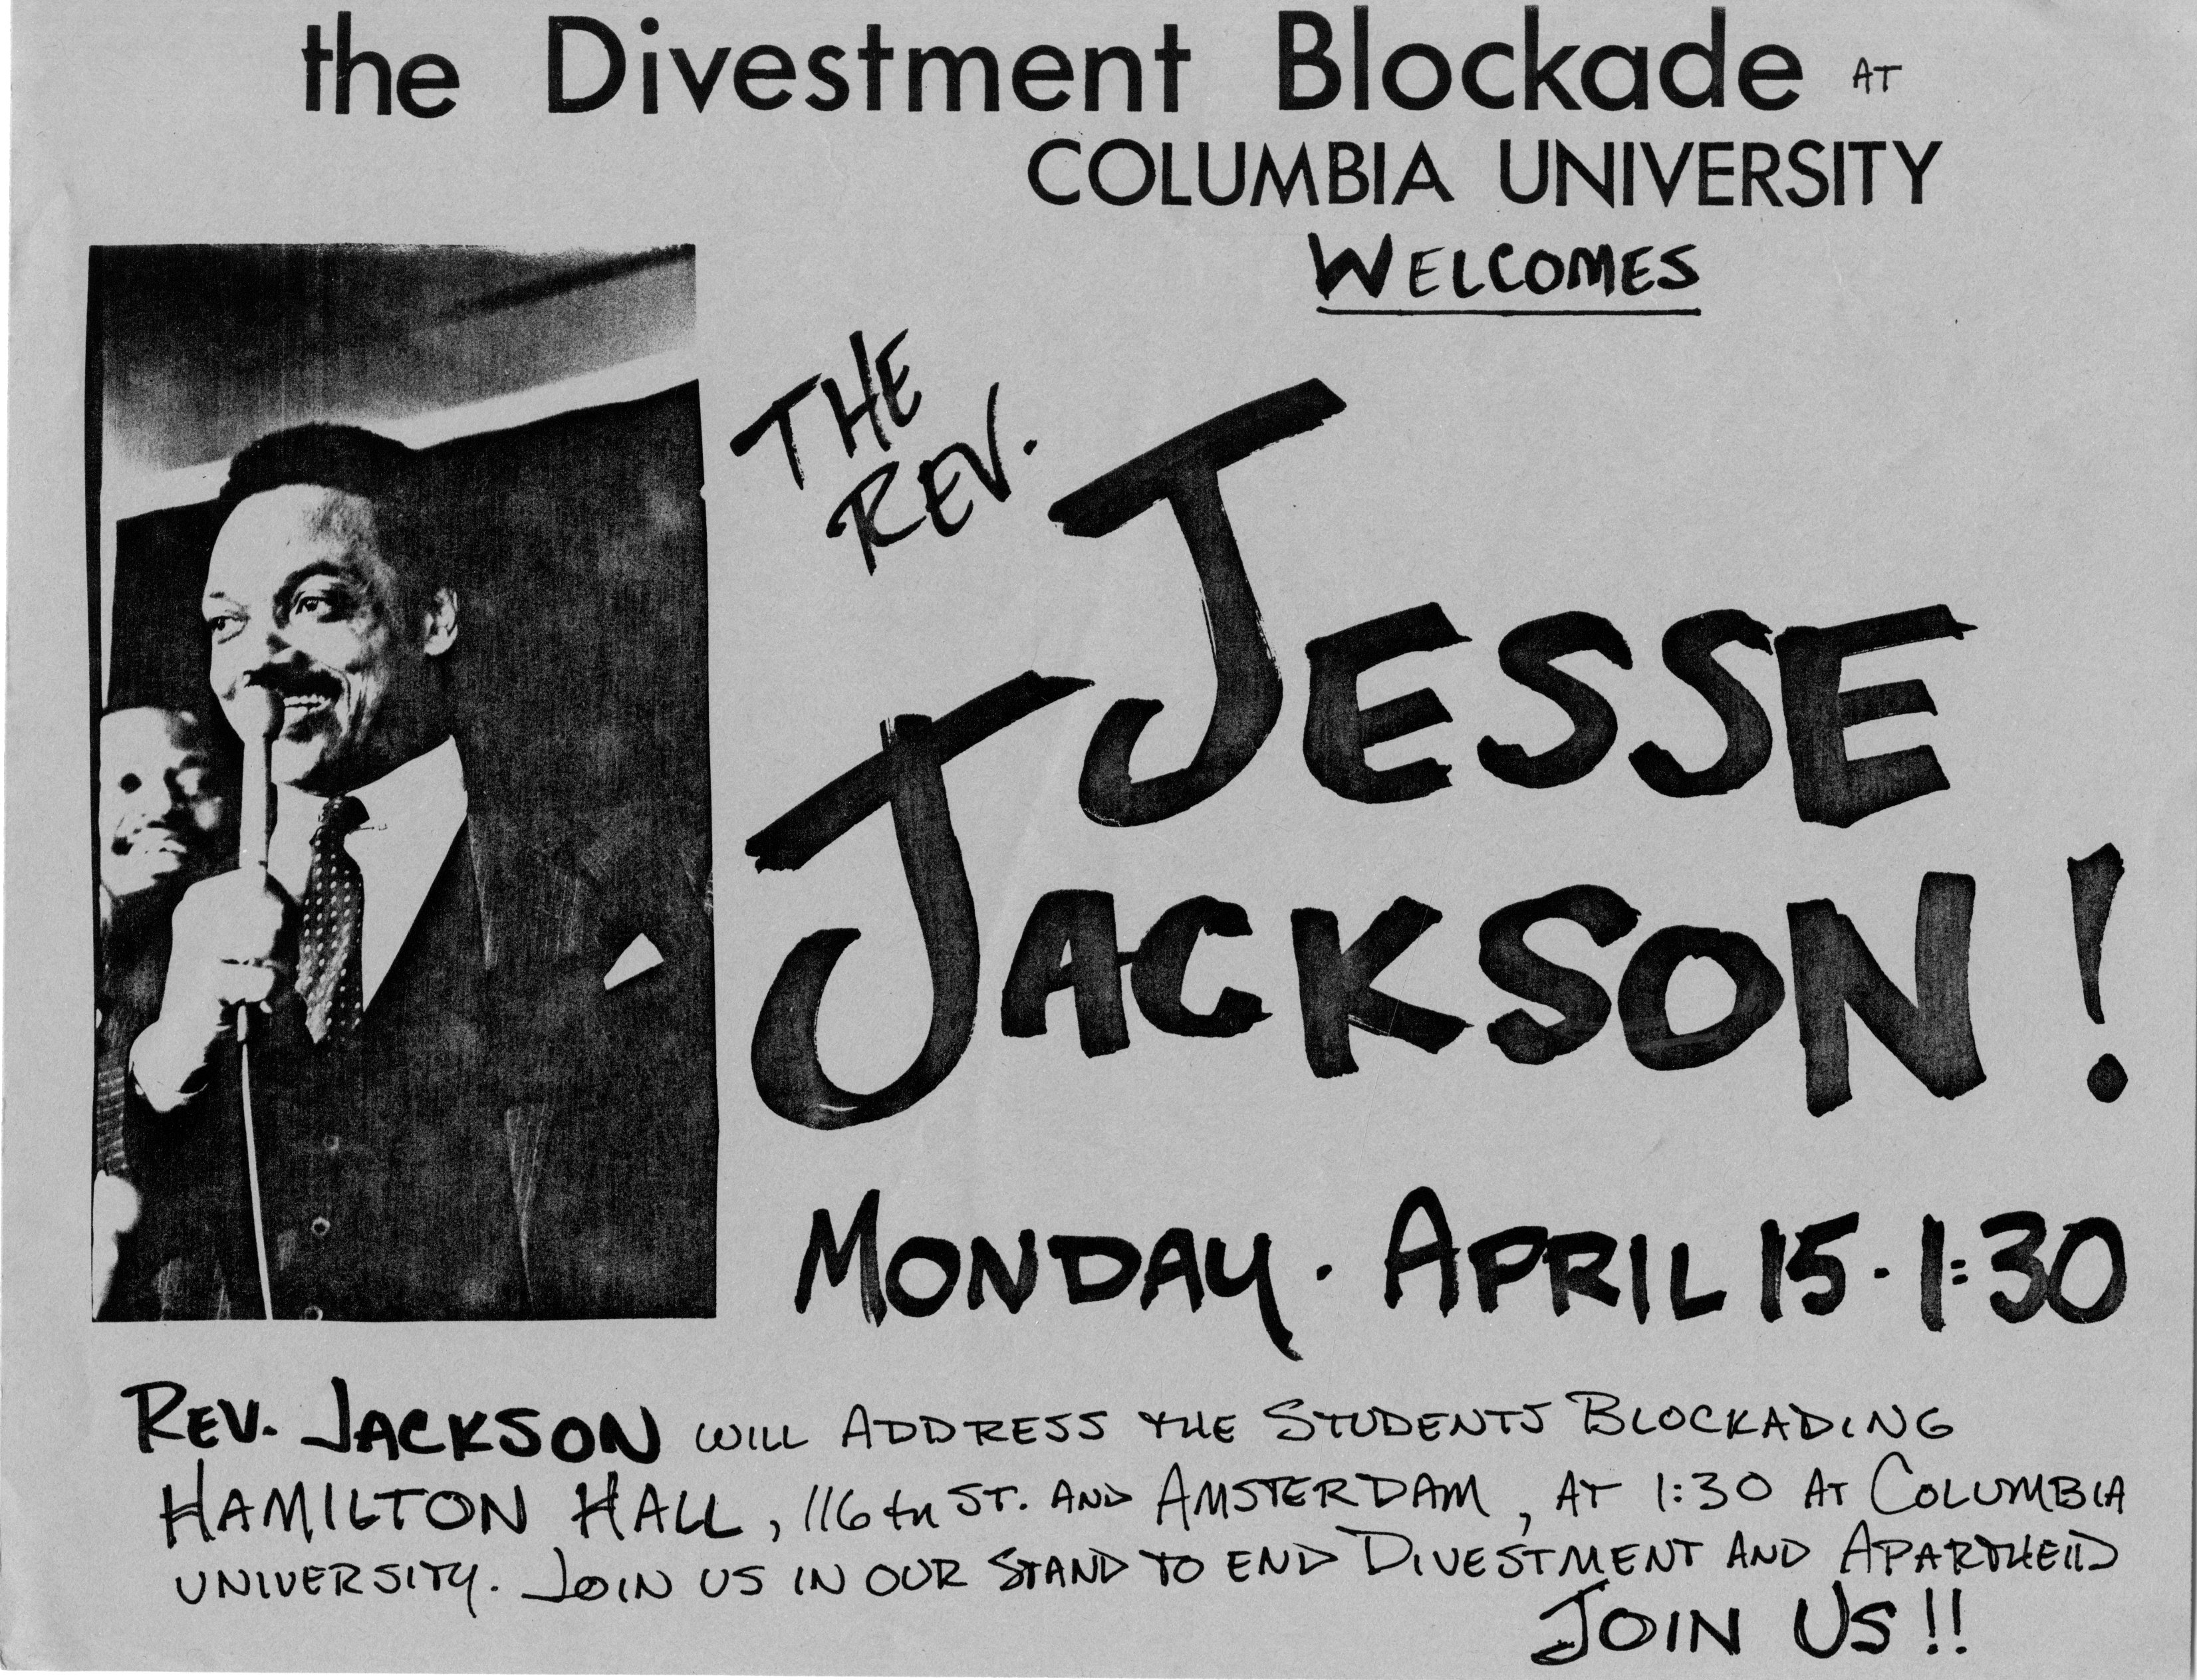 the Divestment Blockade AT
COLUMBIA UNIVERSITY
WELCOMES
THE
REV.
JESSE
JACKSON!
MONDAY · APRIL 15 · 1:30
REV. JACKSON WILL ADDRESS THE STUDENTS BLOCKADING
HAMILTON HALL, 116th ST. AND AMSTERDAM, AT 1:30 AT COLUMBIA
UNIVERSITY. JOIN US IN OUR STAND TO END DIVESTMENT AND APARTHEID
JOIN US!!